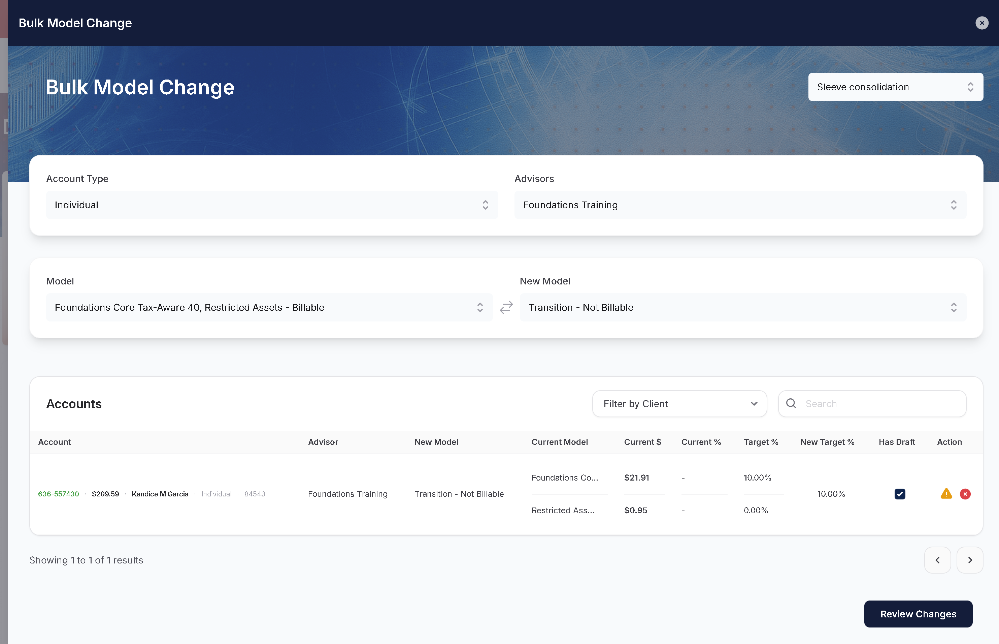 Bulk Model Change
Bulk Model Change
Sleeve consolidation
Account Type
Advisors
Individual
Foundations Training
Model
New Model
Foundations Core Tax-Aware 40, Restricted Assets - Billable
Transition - Not Billable
Accounts
Filter by Client
Search
Account Advisor New Model Current Model Current $ Current % Target % New Target % Has Draft Action
Foundations Co... $21.91 - 10.00%
636-557430 · $209.59 · Kandice M Garcia · Individual · 84543 Foundations Training Transition - Not Billable 10.00%
Restricted Ass... $0.95 - 0.00%
Showing 1 to 1 of 1 results
Review Changes